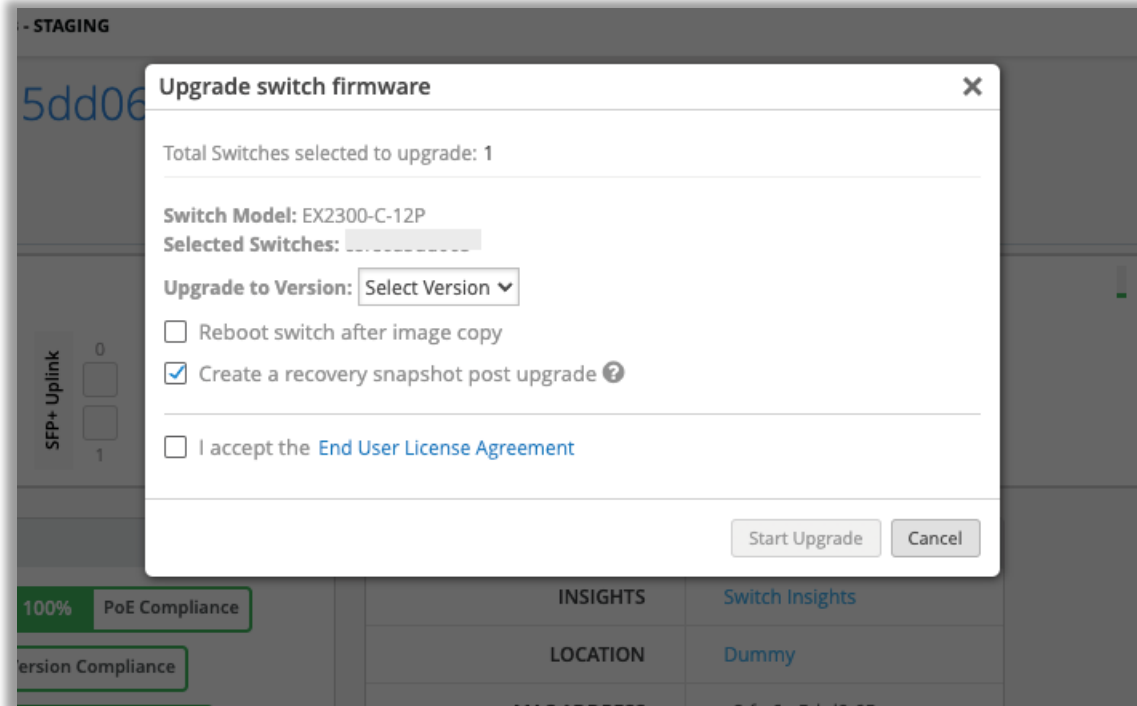 - STAGING
5dd06
Upgrade switch firmware
Total Switches selected to upgrade: 1
Switch Model: EX2300-C-12P
Selected Switches:
Upgrade to Version: Select Version
Reboot switch after image copy
Create a recovery snapshot post upgrade
I accept the End User License Agreement
Start Upgrade
Cancel
SFP+ Uplink
0
1
100% PoE Compliance
ersion Compliance
INSIGHTS Switch Insights
LOCATION Dummy